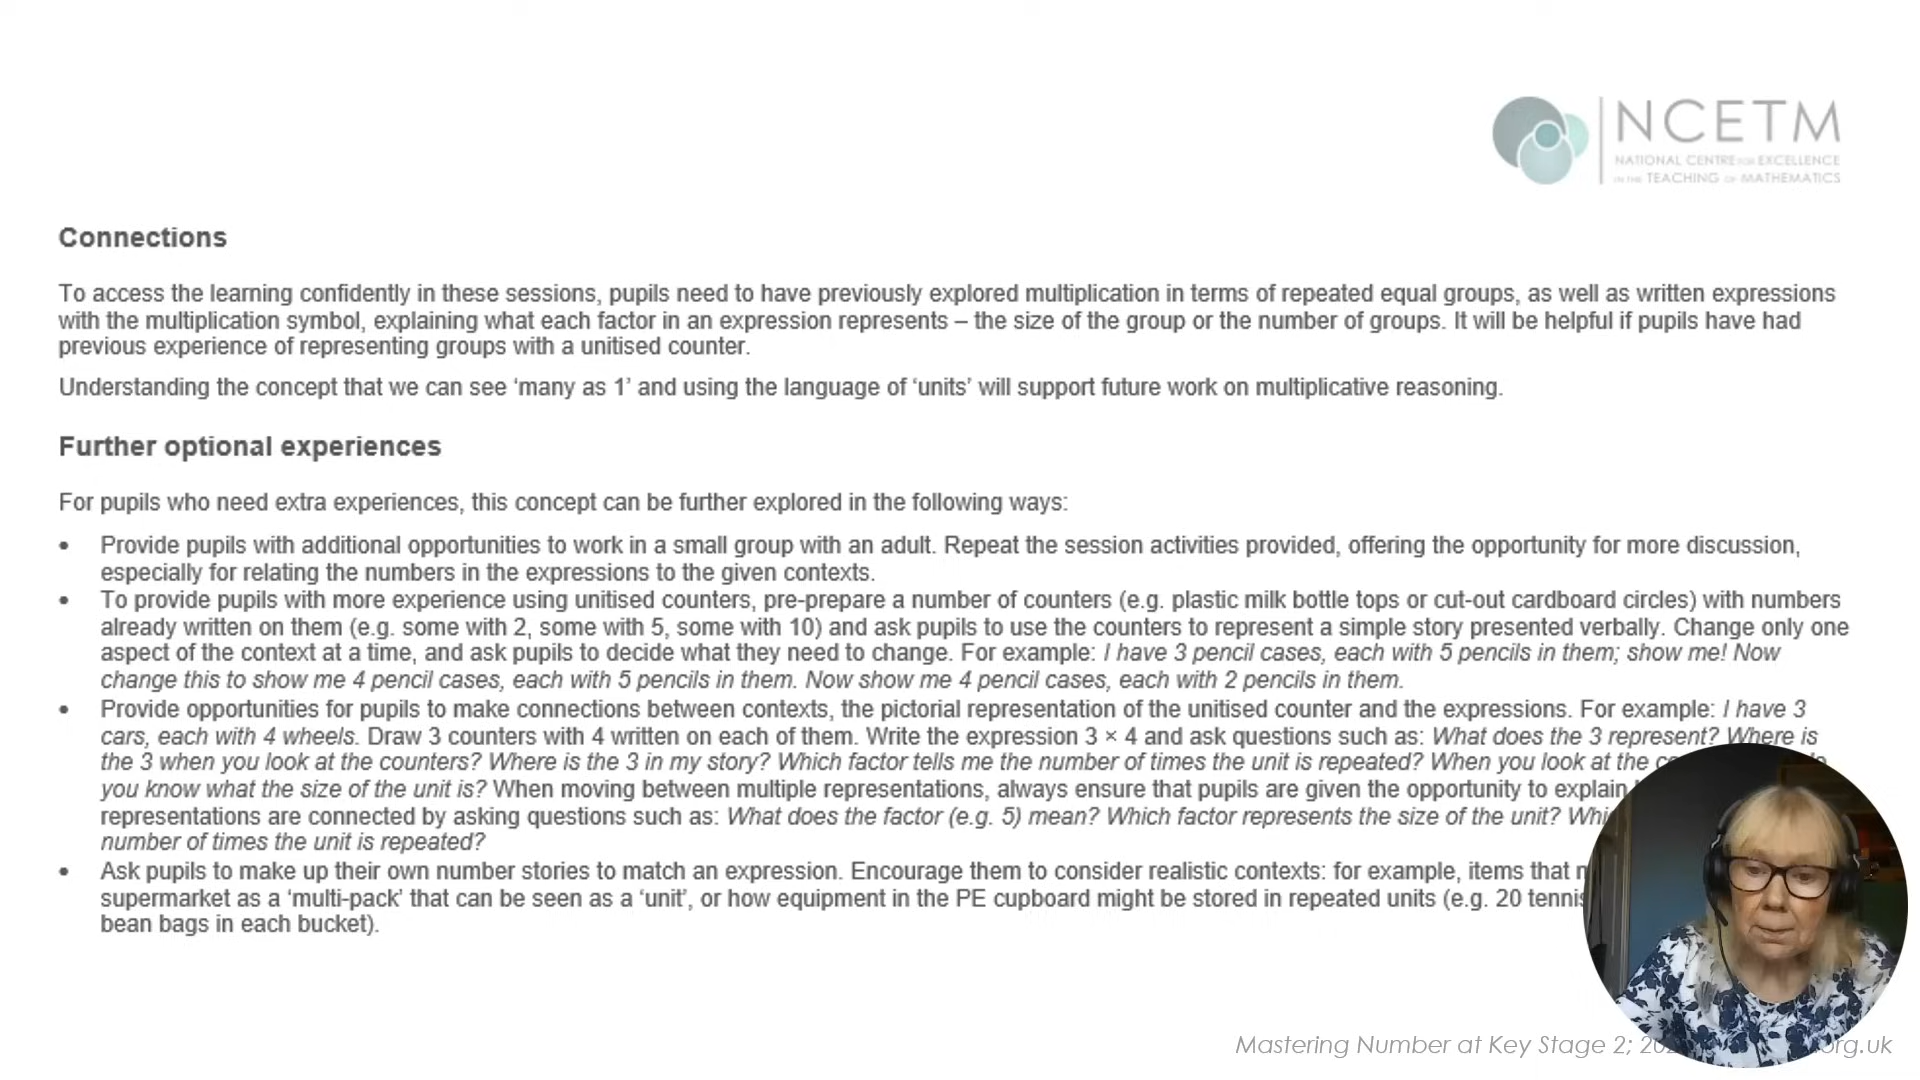 NCETM
NATIONAL CENTRE FOR EXCELLENCE
IN THE TEACHING OF MATHEMATICS
Connections
To access the learning confidently in these sessions, pupils need to have previously explored multiplication in terms of repeated equal groups, as well as written expressions
with the multiplication symbol, explaining what each factor in an expression represents – the size of the group or the number of groups. It will be helpful if pupils have had
previous experience of representing groups with a unitised counter.
Understanding the concept that we can see ‘many as 1’ and using the language of ‘units’ will support future work on multiplicative reasoning.
Further optional experiences
For pupils who need extra experiences, this concept can be further explored in the following ways:
• Provide pupils with additional opportunities to work in a small group with an adult. Repeat the session activities provided, offering the opportunity for more discussion,
especially for relating the numbers in the expressions to the given contexts.
• To provide pupils with more experience using unitised counters, pre-prepare a number of counters (e.g. plastic milk bottle tops or cut-out cardboard circles) with numbers
already written on them (e.g. some with 2, some with 5, some with 10) and ask pupils to use the counters to represent a simple story presented verbally. Change only one
aspect of the context at a time, and ask pupils to decide what they need to change. For example: I have 3 pencil cases, each with 5 pencils in them; show me! Now
change this to show me 4 pencil cases, each with 5 pencils in them. Now show me 4 pencil cases, each with 2 pencils in them.
• Provide opportunities for pupils to make connections between contexts, the pictorial representation of the unitised counter and the expressions. For example: I have 3
cars, each with 4 wheels. Draw 3 counters with 4 written on each of them. Write the expression 3 × 4 and ask questions such as: What does the 3 represent? Where is
the 3 when you look at the counters? Where is the 3 in my story? Which factor tells me the number of times the unit is repeated? When you look at the
you know what the size of the unit is? When moving between multiple representations, always ensure that pupils are given the opportunity to explain
representations are connected by asking questions such as: What does the factor (e.g. 5) mean? Which factor represents the size of the unit?
number of times the unit is repeated?
• Ask pupils to make up their own number stories to match an expression. Encourage them to consider realistic contexts: for example, items that
supermarket as a ‘multi-pack’ that can be seen as a ‘unit’, or how equipment in the PE cupboard might be stored in repeated units (e.g. 20 tennis
bean bags in each bucket).
Mastering Number at Key Stage 2; org.uk